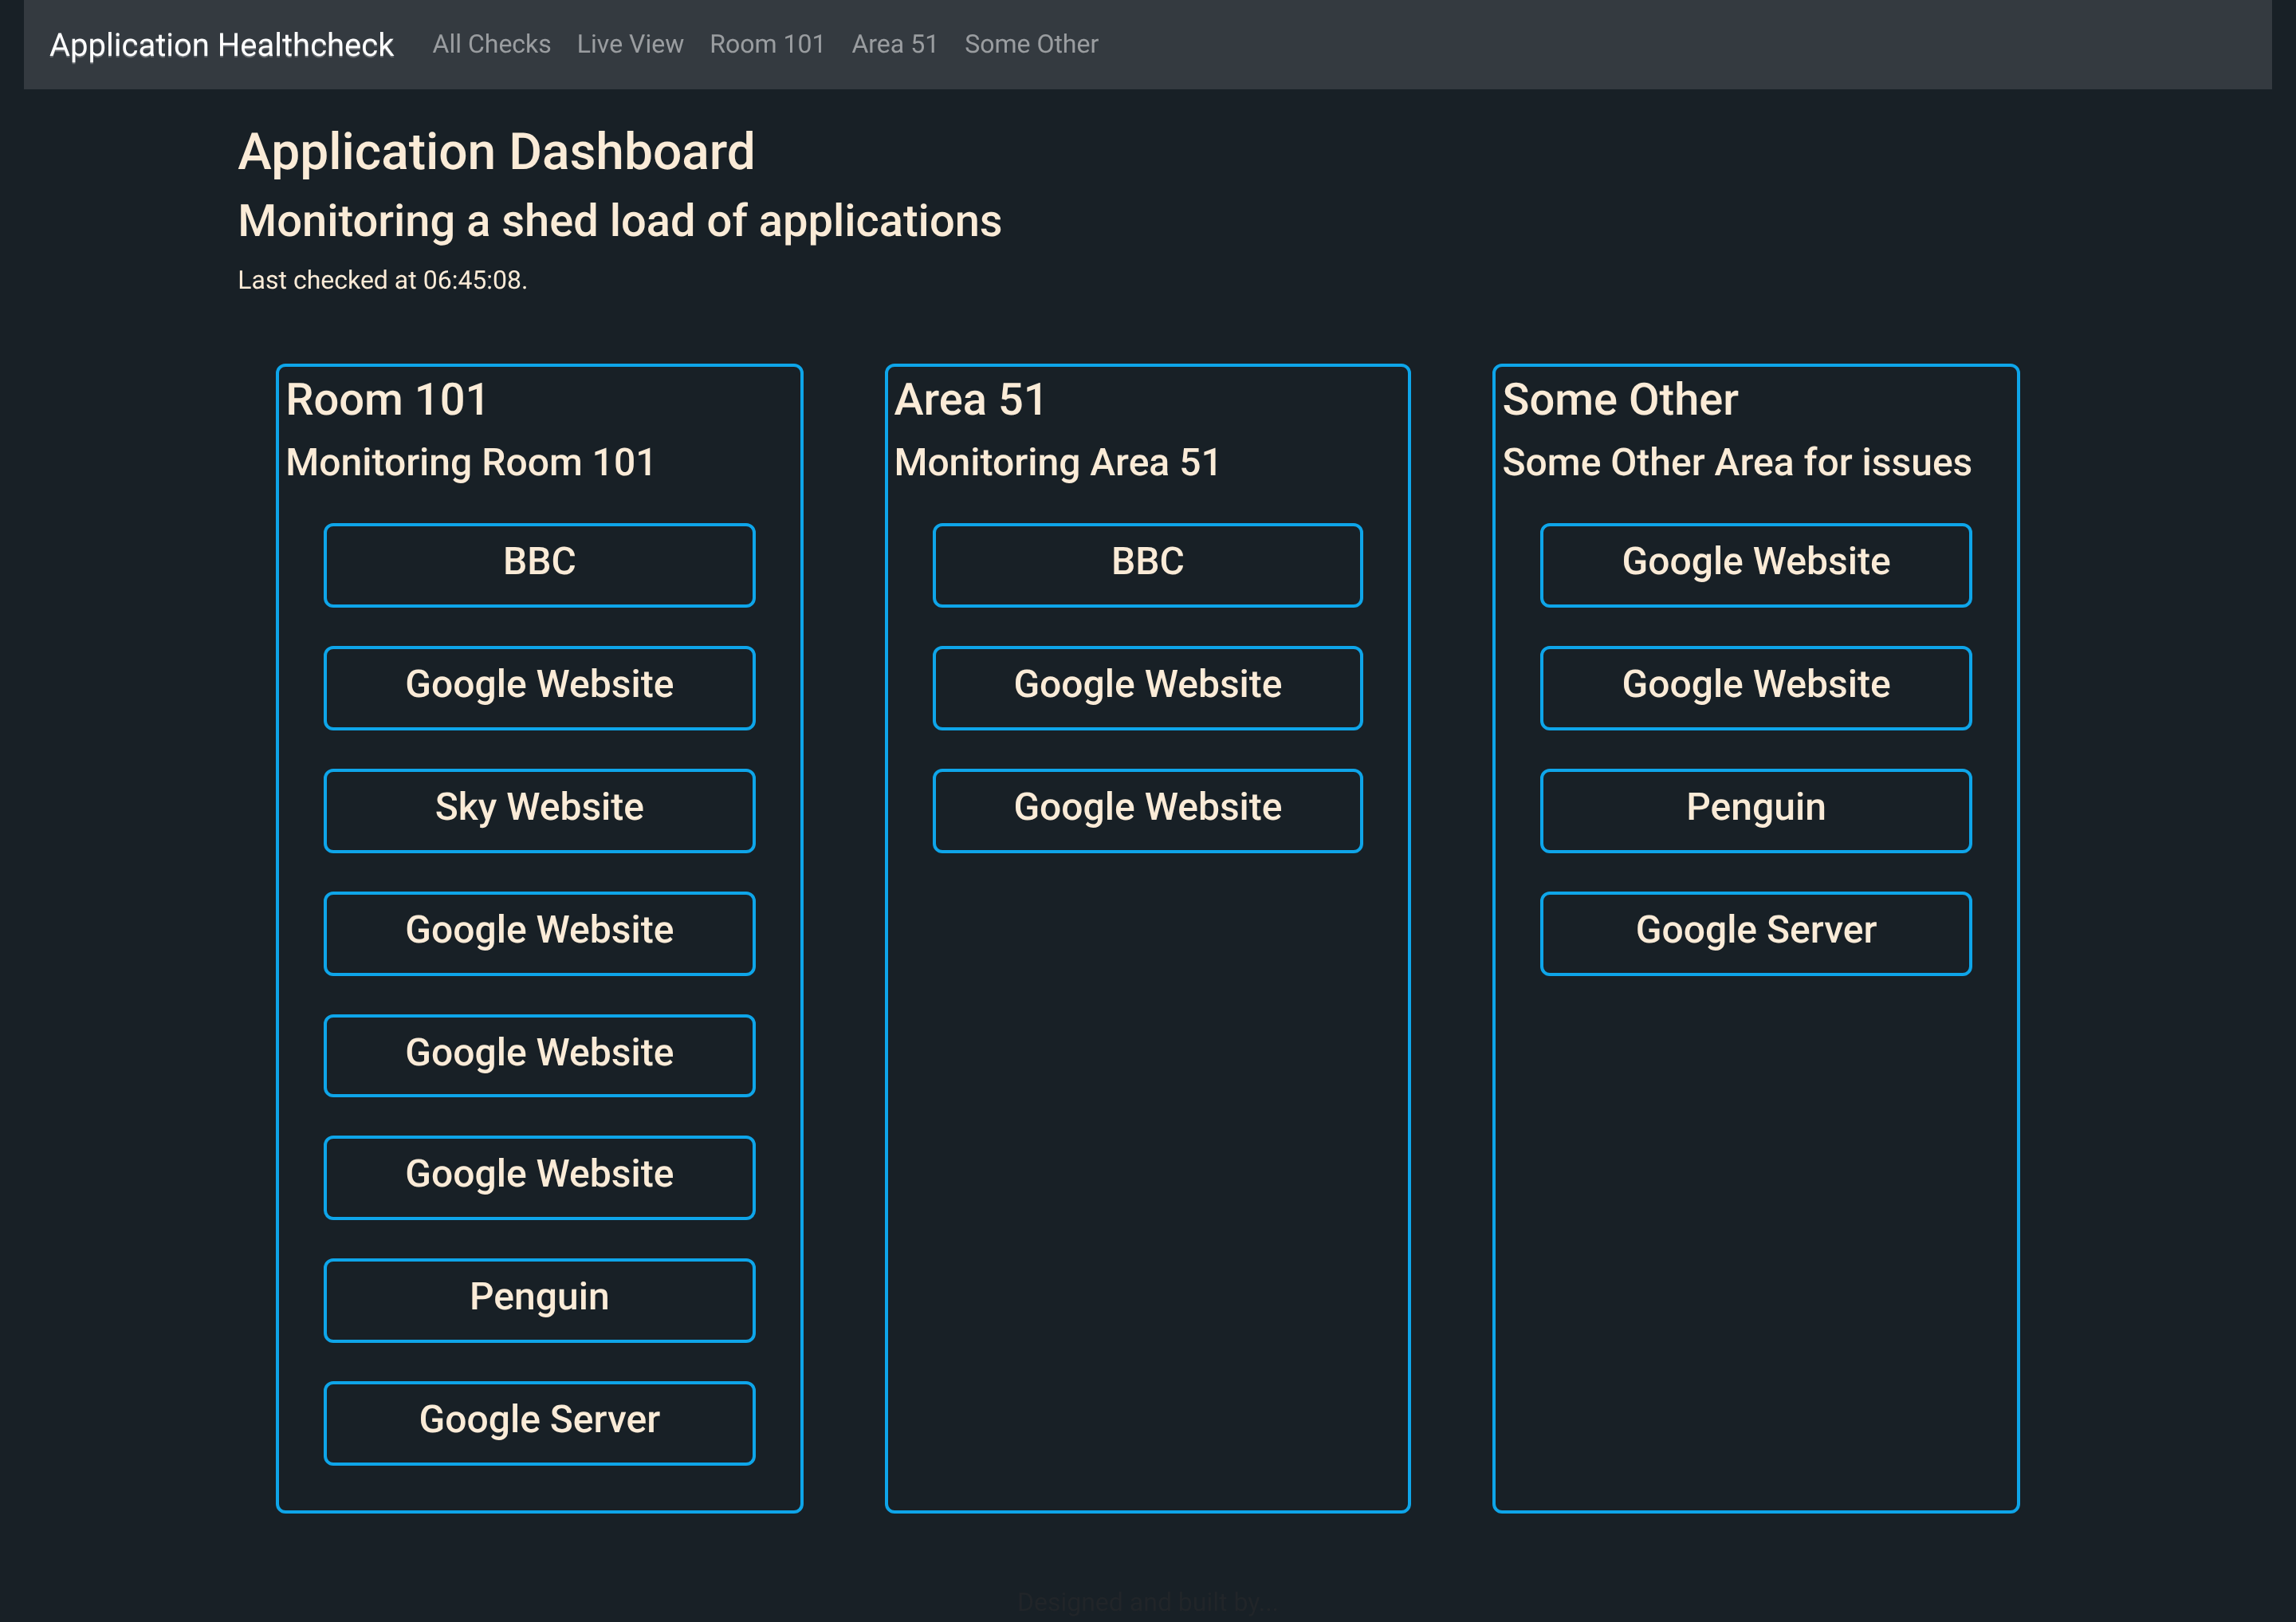 Application Healthcheck All Checks Live View Room 101 Area 51 Some Other
Application Dashboard
Monitoring a shed load of applications
Last checked at 06:45:08.
Room 101
Monitoring Room 101
BBC
Google Website
Sky Website
Google Website
Google Website
Google Website
Penguin
Google Server
Area 51
Monitoring Area 51
BBC
Google Website
Google Website
Some Other
Some Other Area for issues
Google Website
Google Website
Penguin
Google Server
Designed and built by...